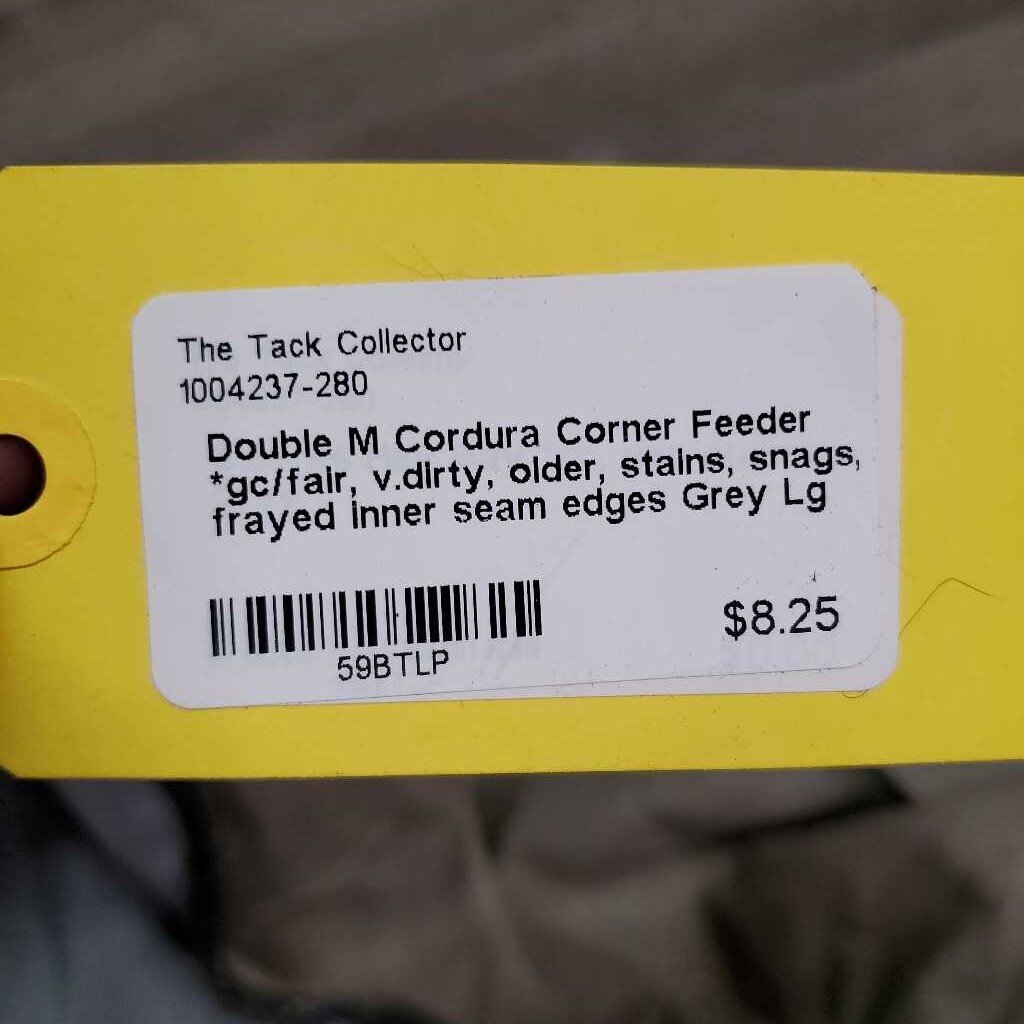 The Tack Collector
1004237-280
Double M Cordura Corner Feeder
*gc/fair, v.dirty, older, stains, snags,
frayed inner seam edges Grey Lg
59BTLP
$8.25